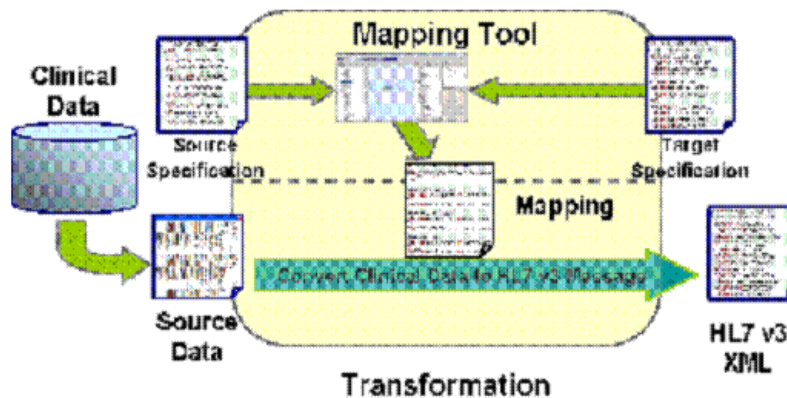 Mapping Tool
Clinical
Data
Source
Specification
Target
Specification
Mapping
Convert Clinical Data to HL7 v3 Message
Source
Data
HL7 v3
XML
Transformation